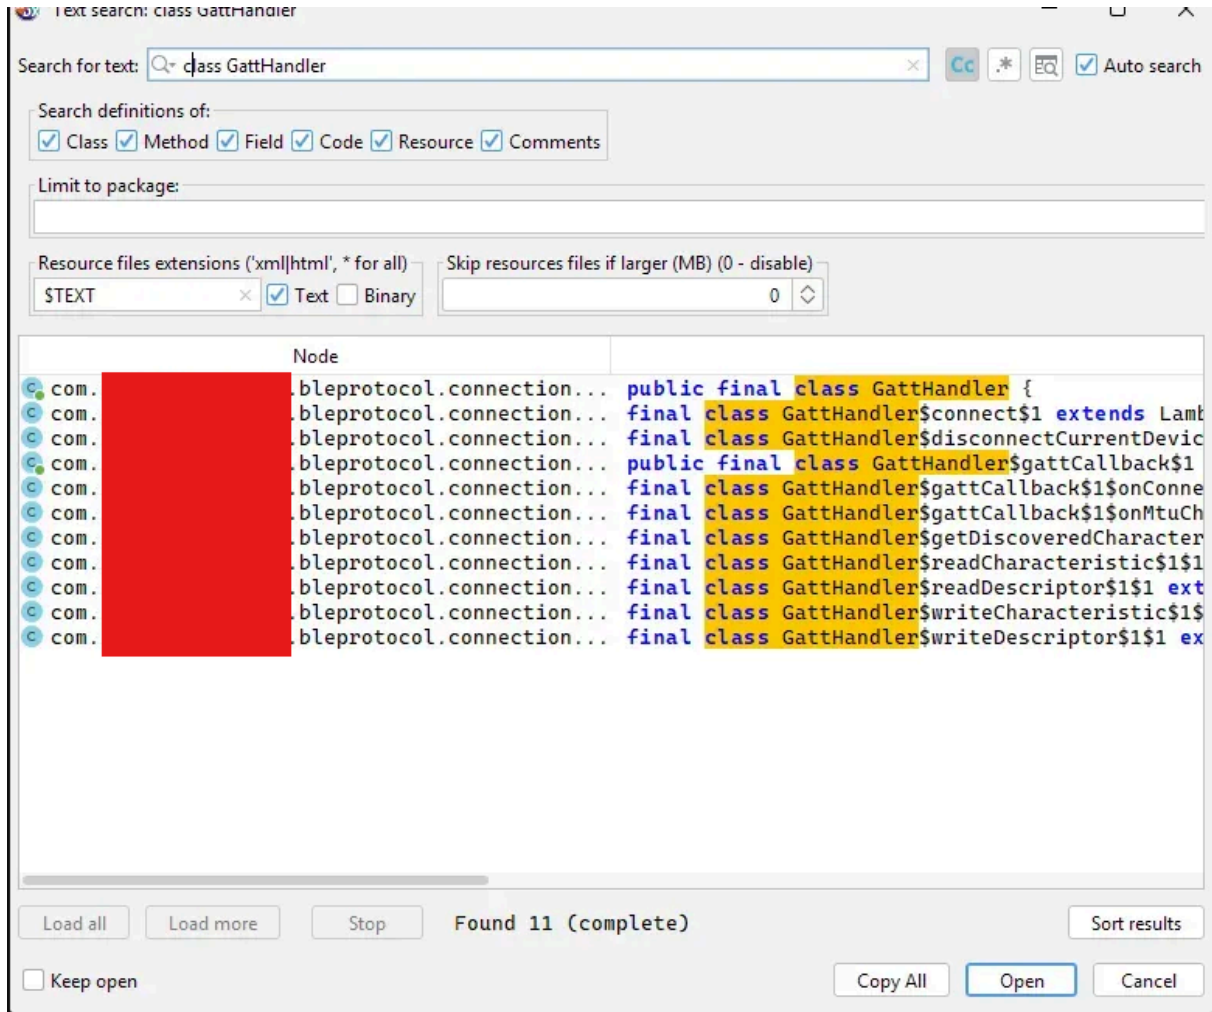 Text search: class GattHandler
Search for text: class GattHandler Cc .* Auto search
Search definitions of:
Class Method Field Code Resource Comments
Limit to package:
Resource files extensions ('xml|html', * for all) Skip resources files if larger (MB) (0 - disable)
$TEXT Text Binary 0
Node
com. .bleprotocol.connection... public final class GattHandler {
com. .bleprotocol.connection... final class GattHandler$connect$1 extends Lamb
com. .bleprotocol.connection... final class GattHandler$disconnectCurrentDevic
com. .bleprotocol.connection... public final class GattHandler$gattCallback$1
com. .bleprotocol.connection... final class GattHandler$gattCallback$1$onConne
com. .bleprotocol.connection... final class GattHandler$gattCallback$1$onMtuCh
com. .bleprotocol.connection... final class GattHandler$getDiscoveredCharacter
com. .bleprotocol.connection... final class GattHandler$readCharacteristic$1$1
com. .bleprotocol.connection... final class GattHandler$readDescriptor$1$1 ext
com. .bleprotocol.connection... final class GattHandler$writeCharacteristic$1$
com. .bleprotocol.connection... final class GattHandler$writeDescriptor$1$1 ex
Load all Load more Stop Found 11 (complete) Sort results
Keep open Copy All Open Cancel